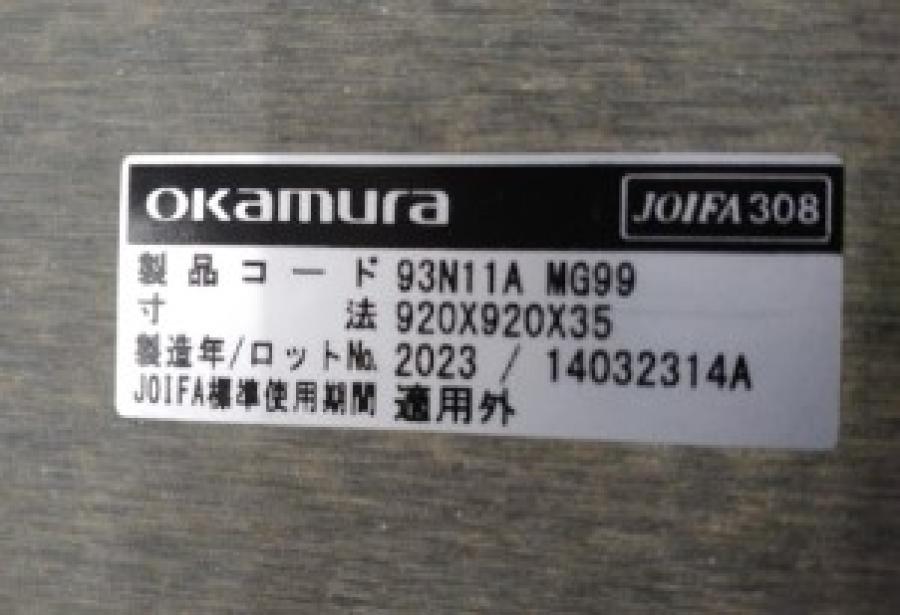 okamura JOIFA308
製品コード 93N11A MG99
寸法 920X920X35
製造年/ロットNo. 2023 / 14032314A
JOIFA標準使用期間 適用外